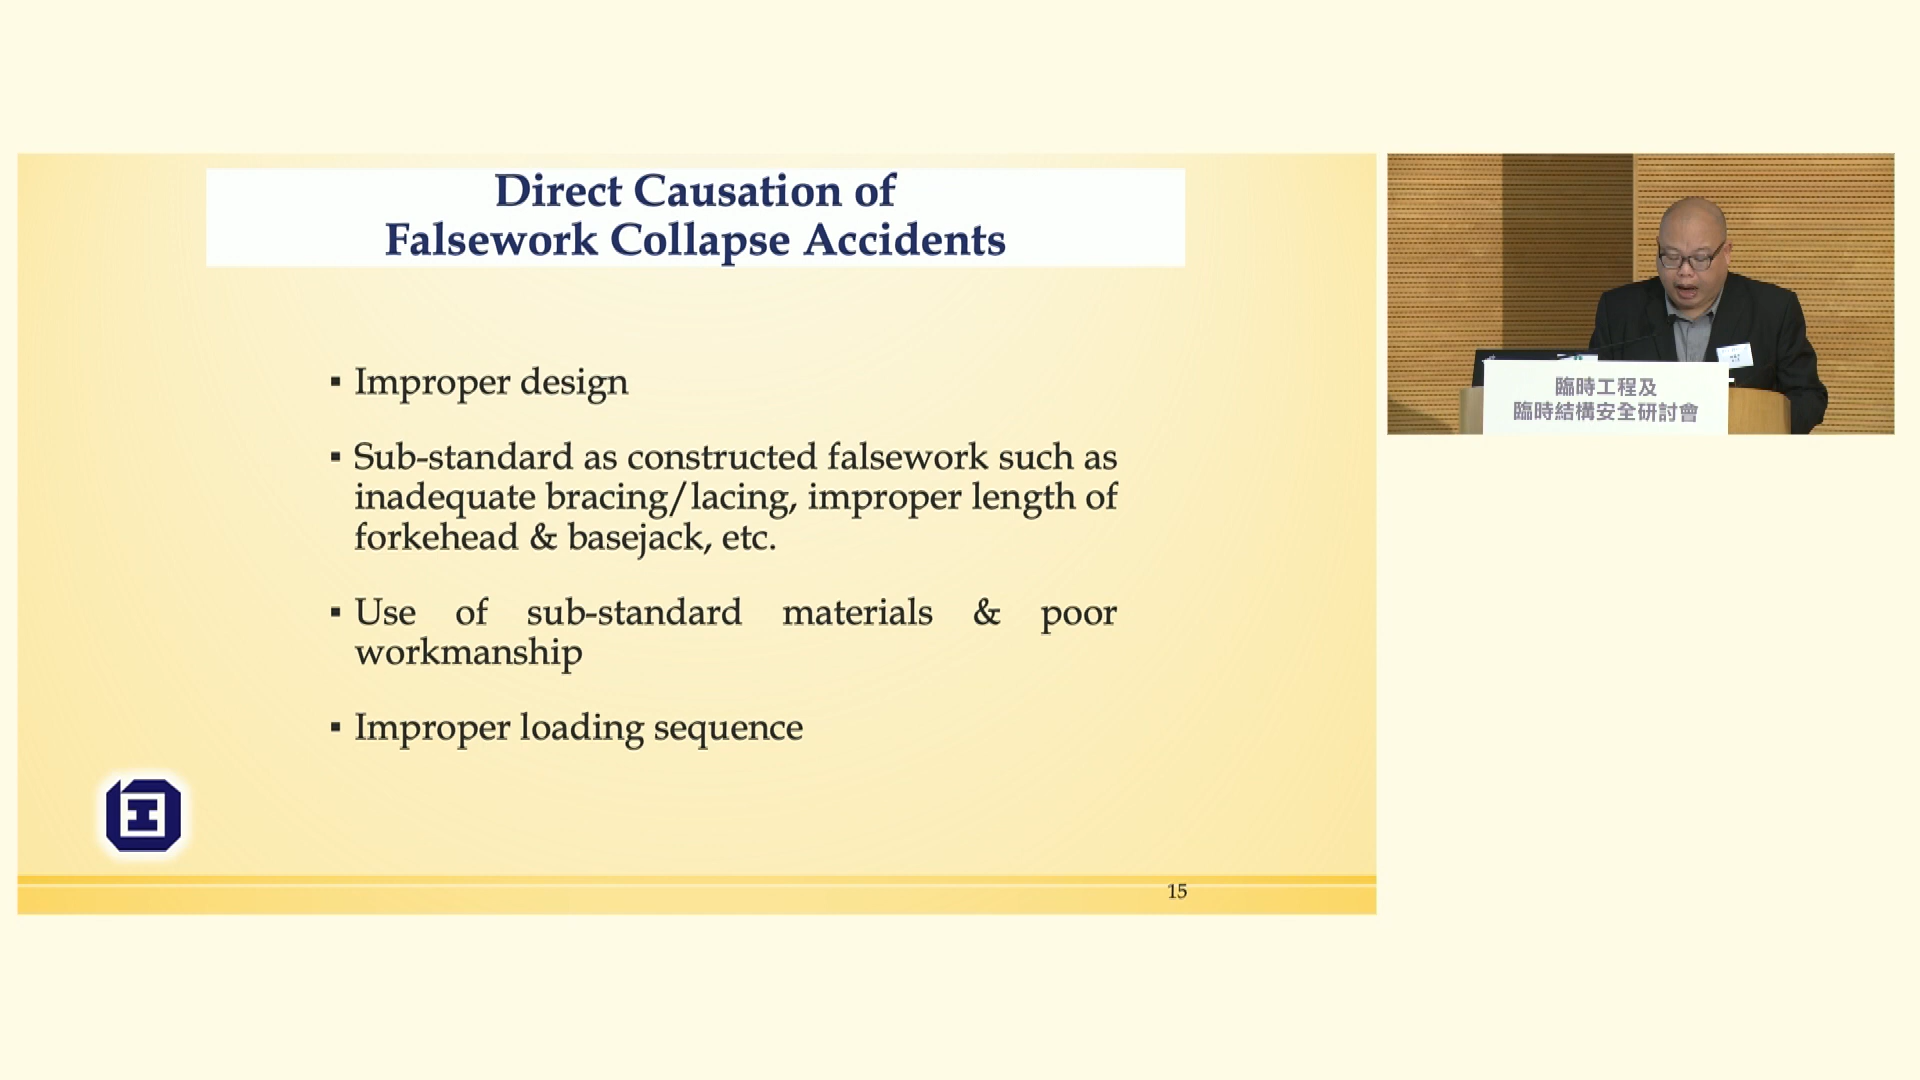 Direct Causation of
Falsework Collapse Accidents
▪ Improper design
▪ Sub-standard as constructed falsework such as
inadequate bracing/lacing, improper length of
forkehead & basejack, etc.
▪ Use of sub-standard materials & poor
workmanship
▪ Improper loading sequence
15
臨時工程及
臨時結構安全研討會